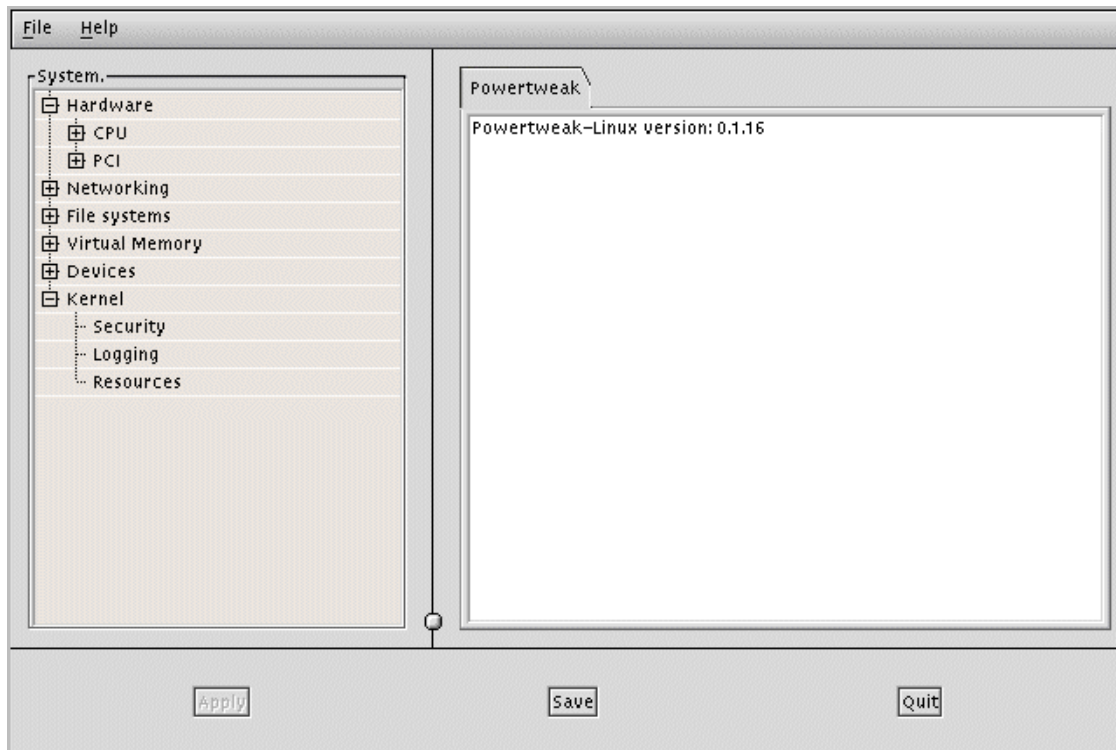 File Help
System.
Hardware
CPU
PCI
Networking
File systems
Virtual Memory
Devices
Kernel
Security
Logging
Resources
Powertweak
Powertweak-Linux version: 0.1.16
Apply Save Quit